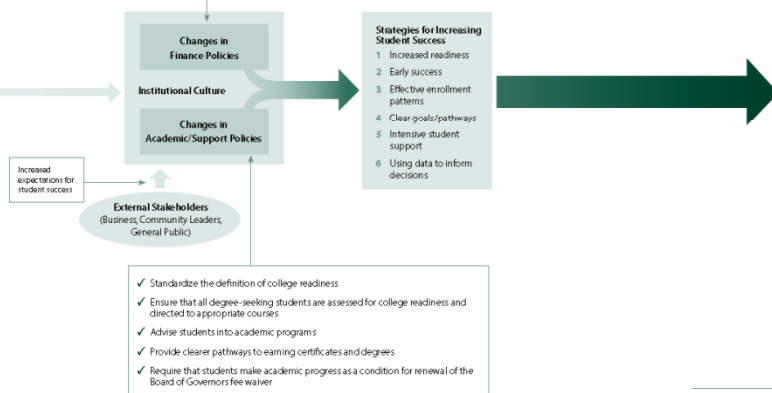 Changes in
Finance Policies
Institutional Culture
Changes in
Academic/Support Policies
Strategies for Increasing
Student Success
1 Increased readiness
2 Early success
3 Effective enrollment
patterns
4 Clear goals/pathways
5 Intensive student
support
6 Using data to inform
decisions
Increased
expectations for
student success
External Stakeholders
(Business, Community Leaders,
General Public)
✓ Standardize the definition of college readiness
✓ Ensure that all degree-seeking students are assessed for college readiness and
directed to appropriate courses
✓ Advise students into academic programs
✓ Provide clearer pathways to earning certificates and degrees
✓ Require that students make academic progress as a condition for renewal of the
Board of Governors fee waiver